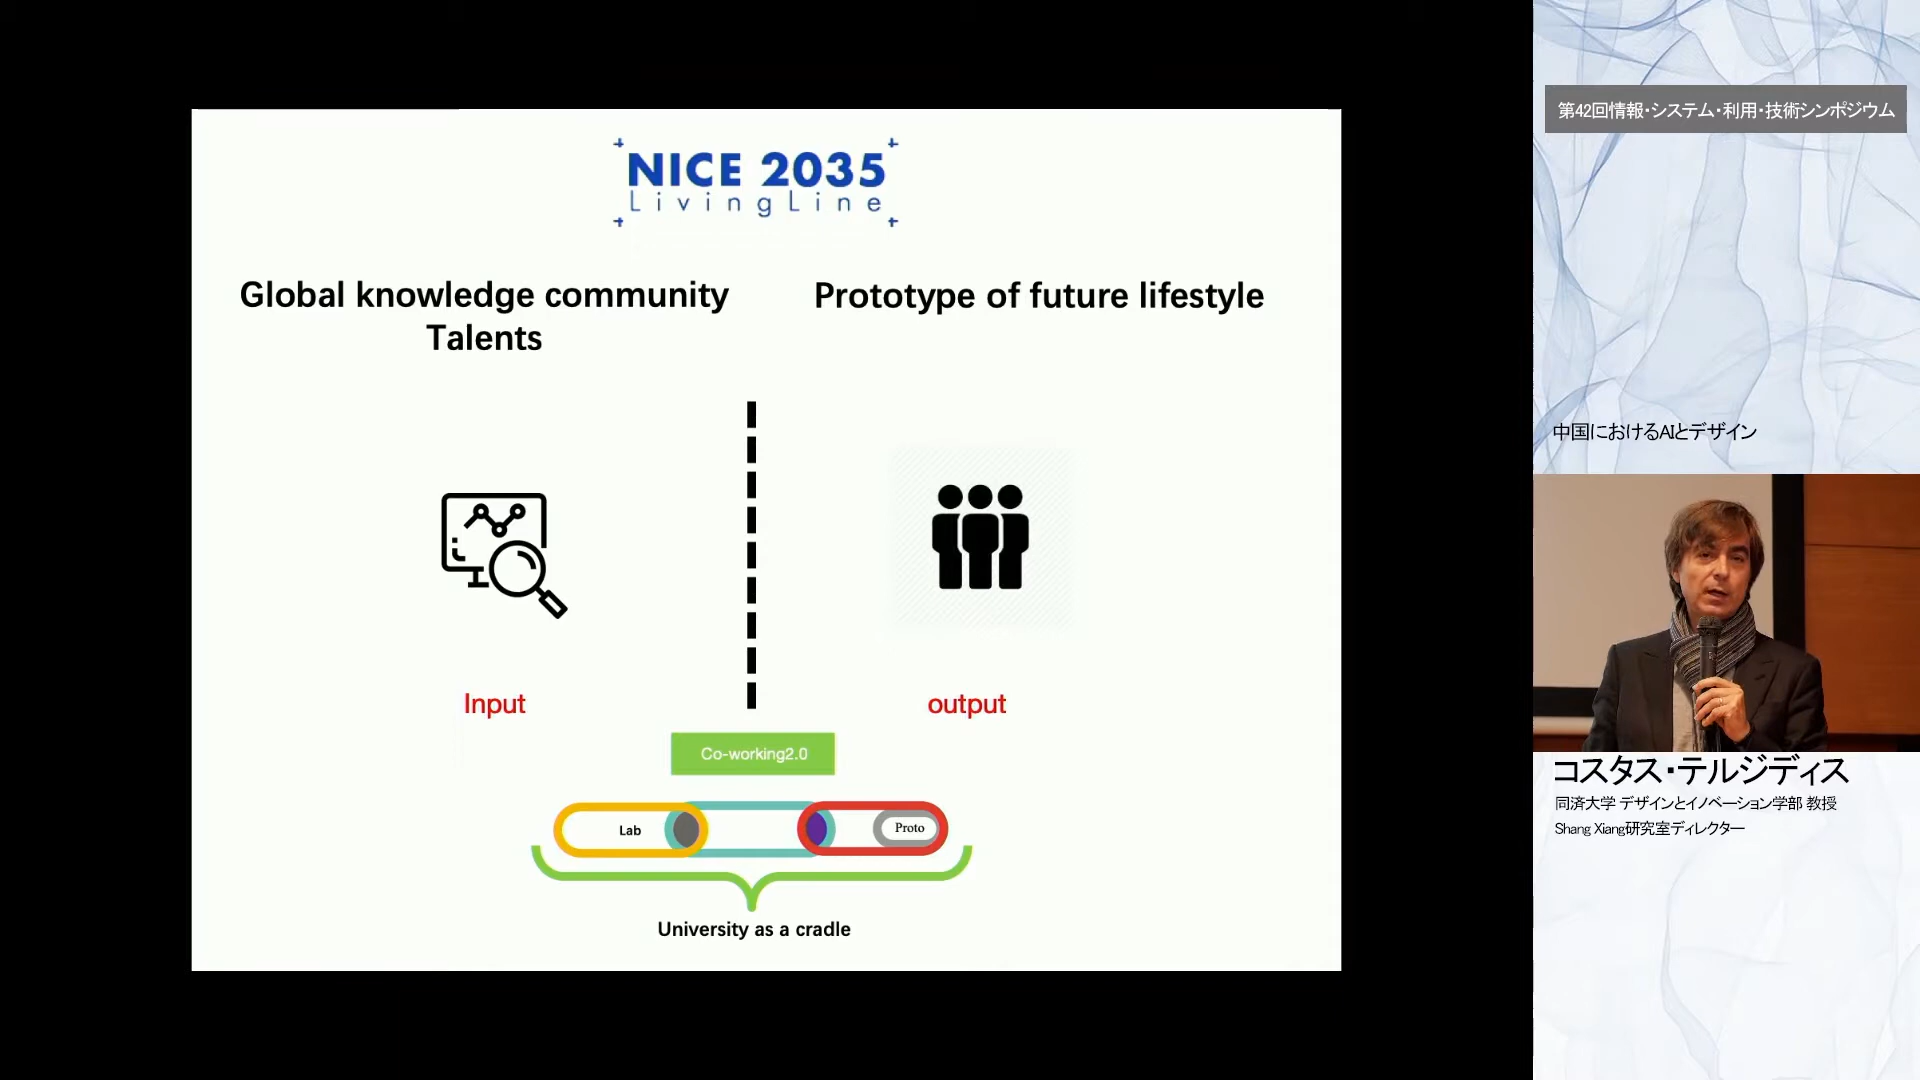 NICE 2035
LivingLine
Global knowledge community
Talents
Prototype of future lifestyle
Input
output
Co-working2.0
Lab
Proto
University as a cradle
第42回情報・システム・利用・技術シンポジウム
中国におけるAIとデザイン
コスタス・テルジディス
同済大学 デザインとイノベーション学部 教授
Shang Xiang研究室ディレクター